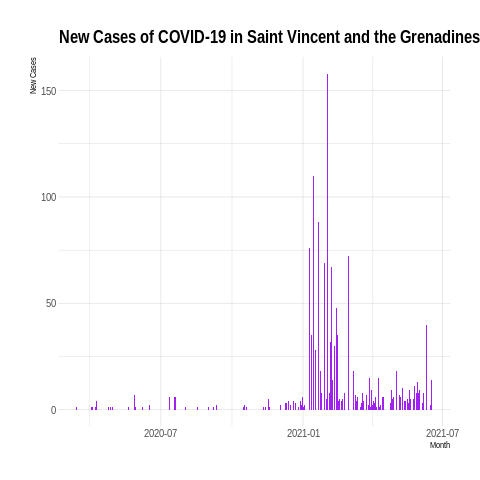 New Cases of COVID-19 in Saint Vincent and the Grenadines
New Cases
150
100
50
0
2020-07 2021-01 2021-07
Month